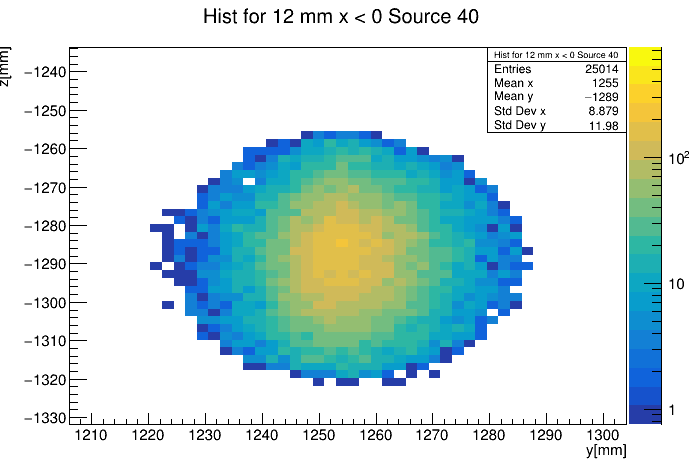 Hist for 12 mm x < 0 Source 40
z[mm]
Hist for 12 mm x < 0 Source 40
Entries 25014
Mean x 1255
Mean y −1289
Std Dev x 8.879
Std Dev y 11.98
−1240
−1250
−1260
−1270
−1280
−1290
−1300
−1310
−1320
−1330
1210 1220 1230 1240 1250 1260 1270 1280 1290 1300
y[mm]
10²
10
1